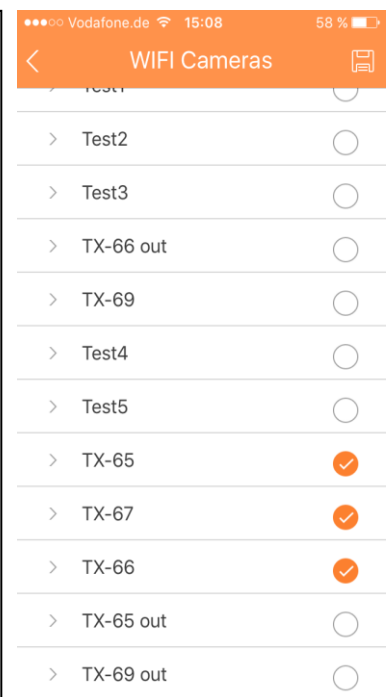 Vodafone.de 15:08 58 %
WIFI Cameras
Test1
Test2
Test3
TX-66 out
TX-69
Test4
Test5
TX-65
TX-67
TX-66
TX-65 out
TX-69 out